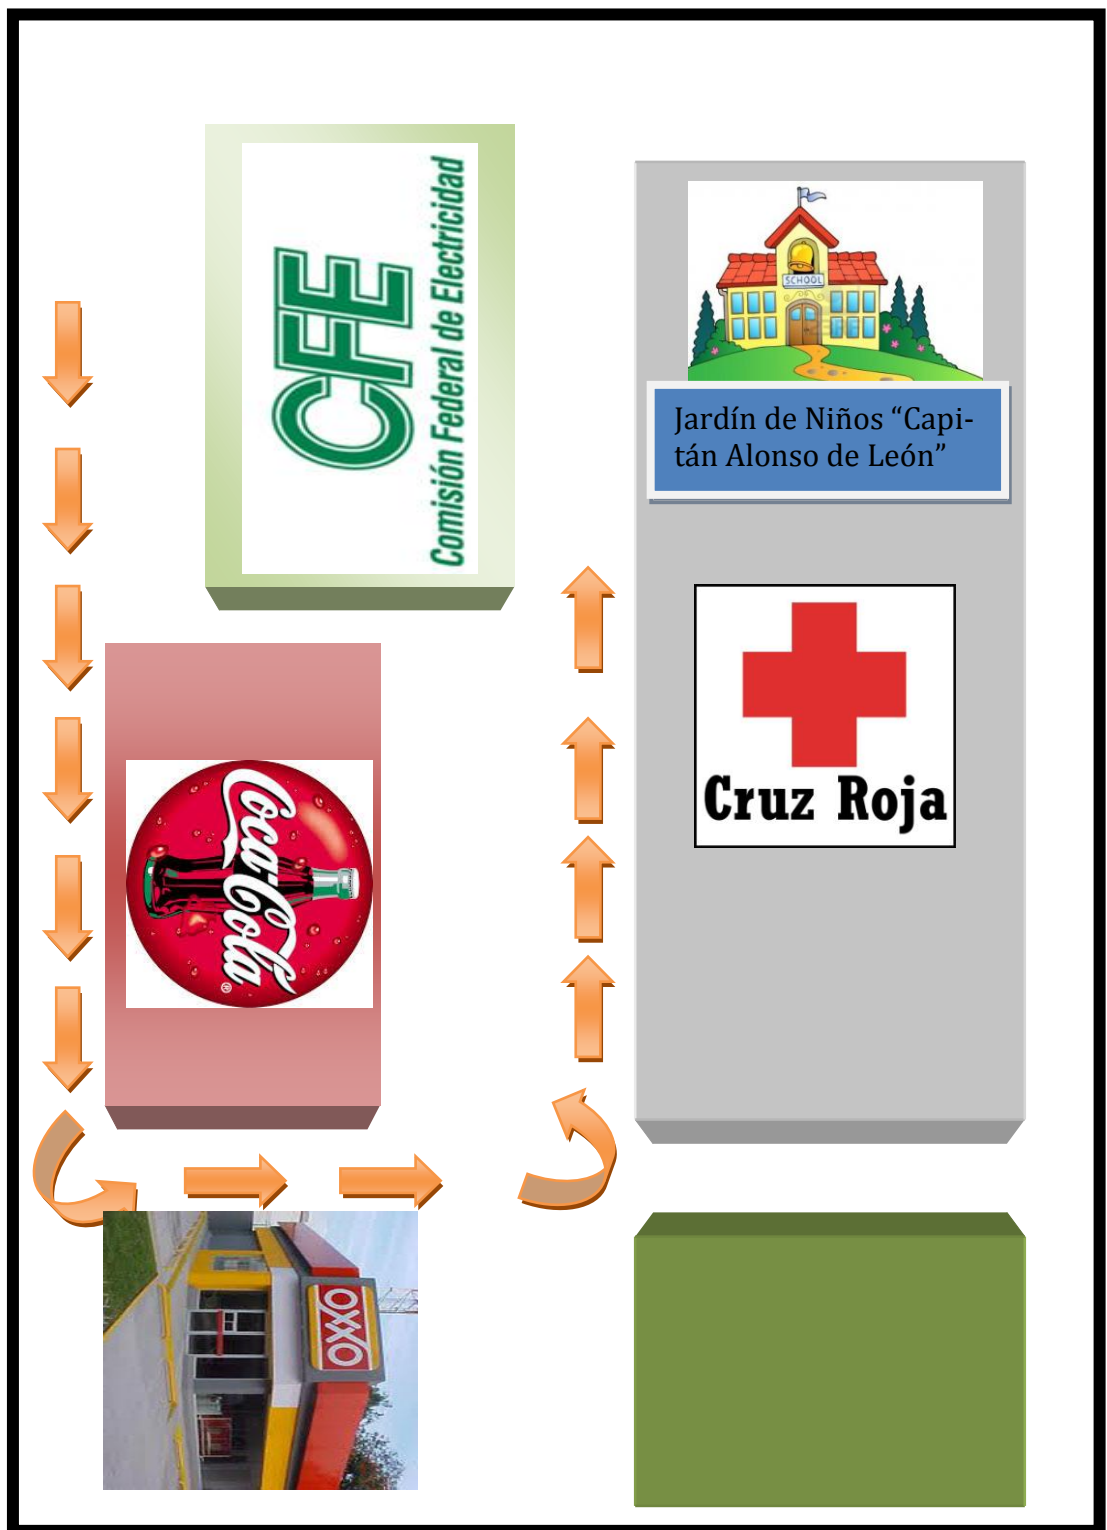 CFE
Comisión Federal de Electricidad
SCHOOL
Jardín de Niños “Capi-
tán Alonso de León”
Cruz Roja
Coca-Cola
®
OXXO